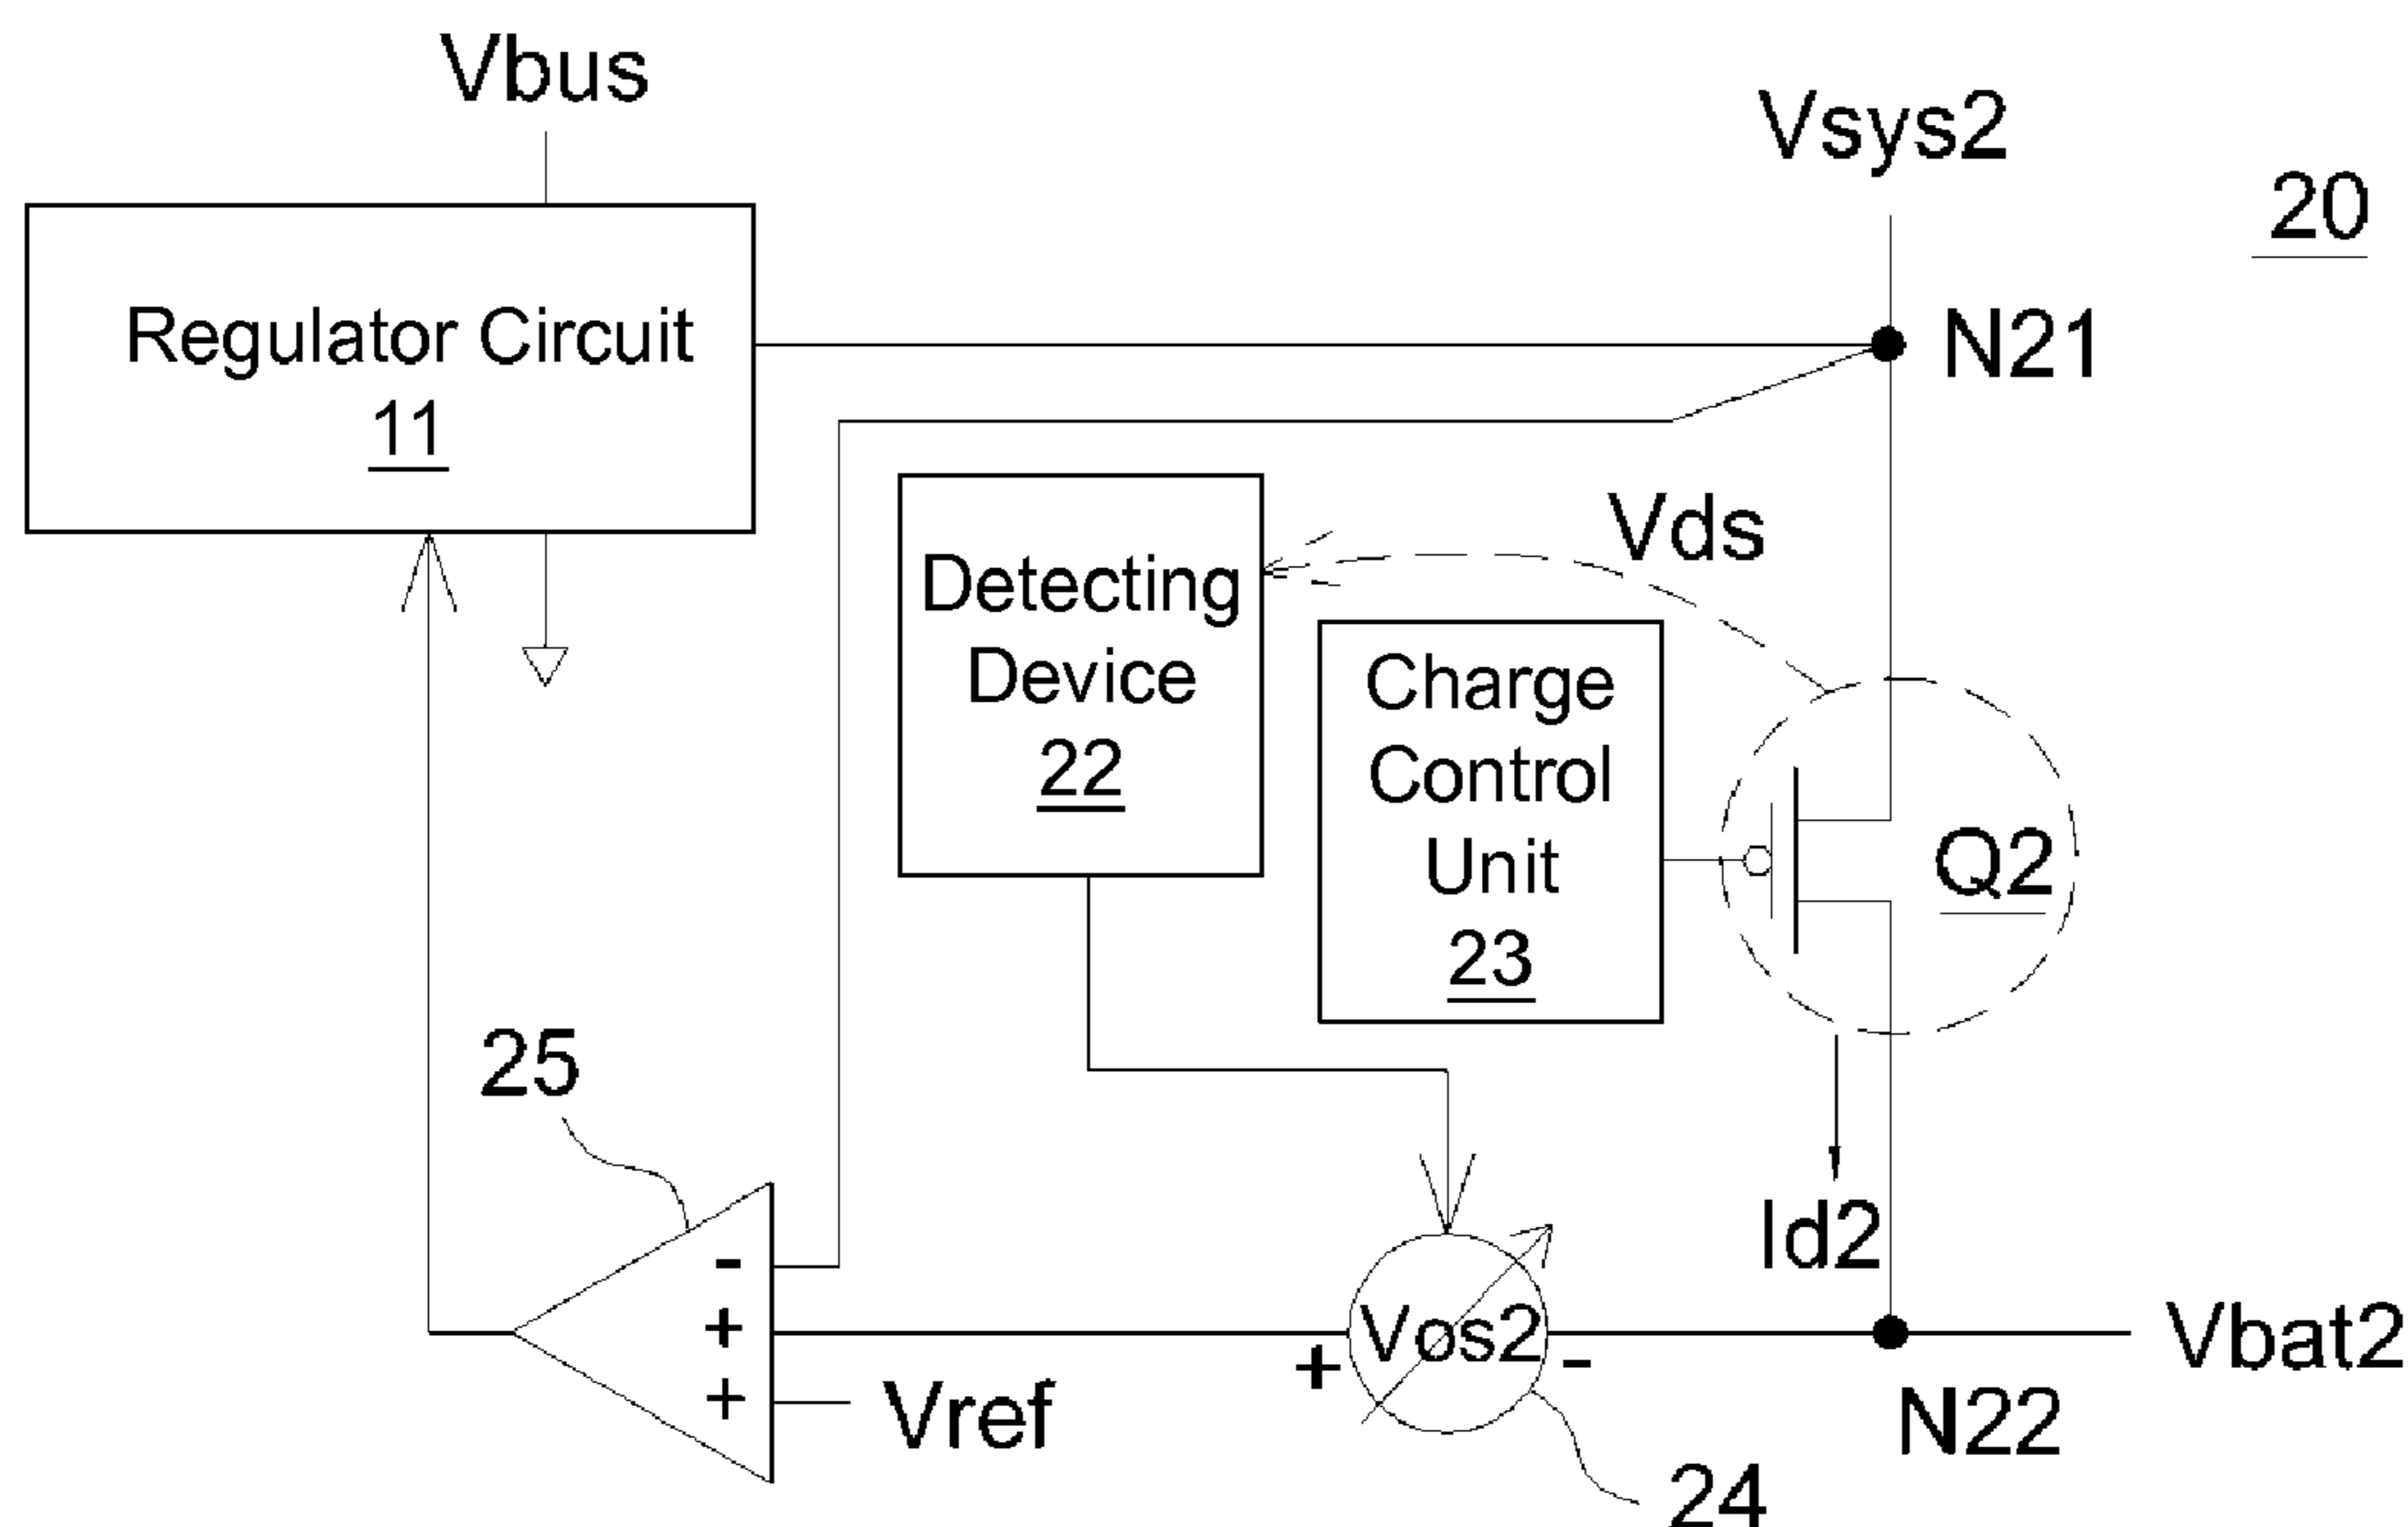 Vbus
Vsys2
20
Regulator Circuit
11
N21
Vds
Detecting
Device
22
Charge
Control
Unit
23
Q2
25
Id2
-
+
+
Vref
+
Vos2
-
Vbat2
N22
24